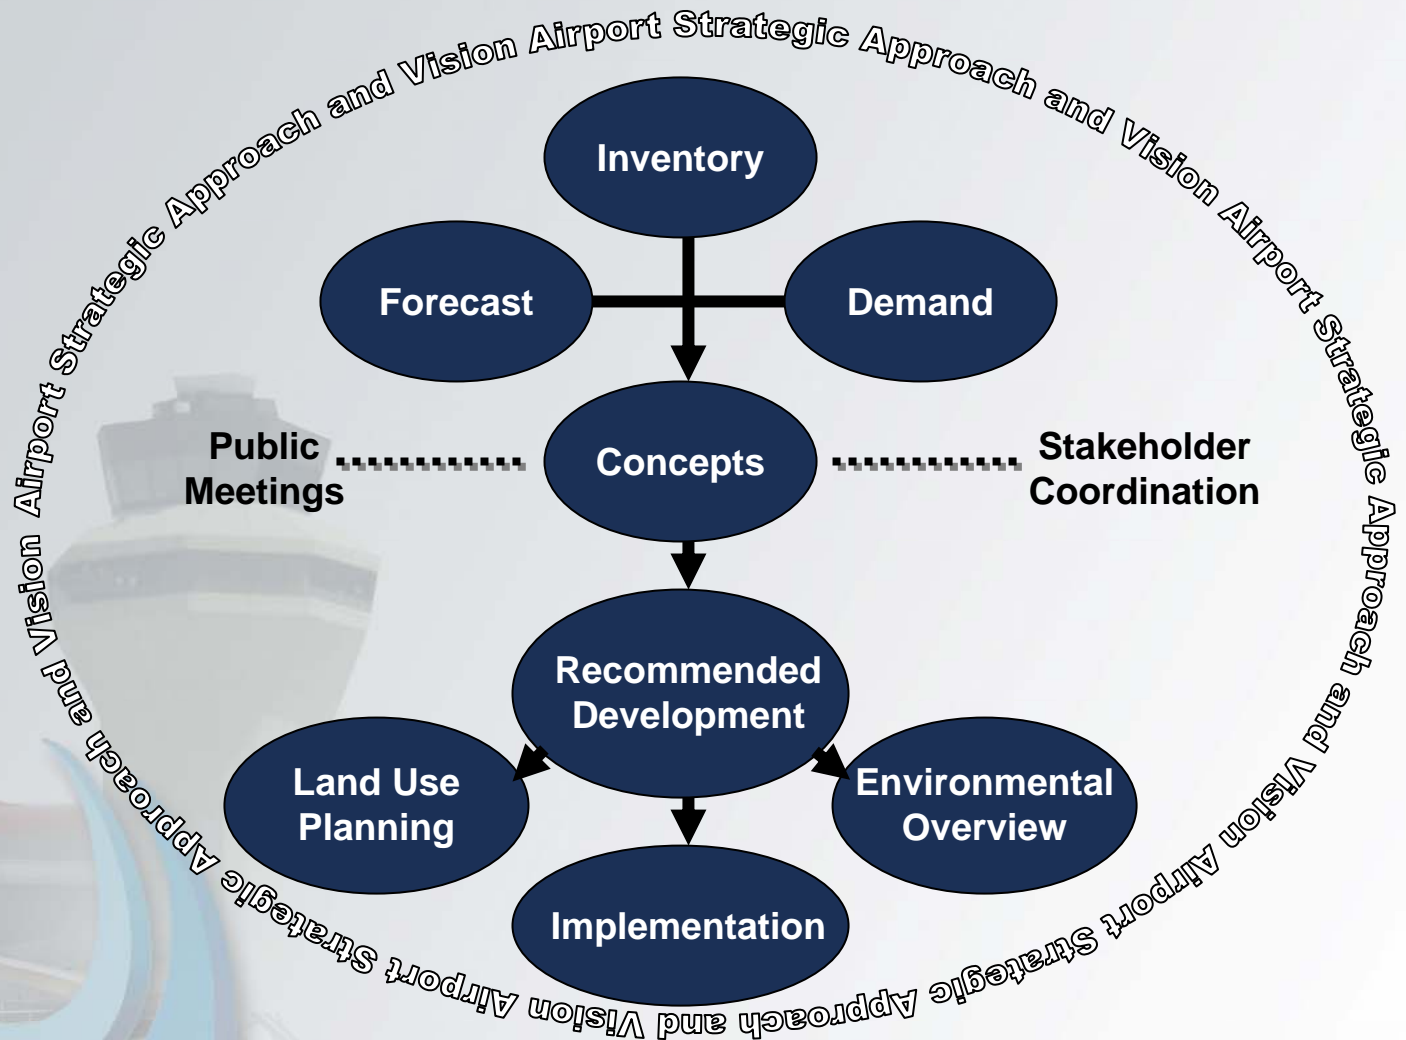 Airport Strategic Approach and Vision Airport Strategic Approach and Vision Airport Strategic Approach and Vision Airport Strategic Approach and Vision Airport Strategic Approach and Vision
Inventory
Forecast
Demand
Public
Meetings
Concepts
Stakeholder
Coordination
Recommended
Development
Land Use
Planning
Environmental
Overview
Implementation